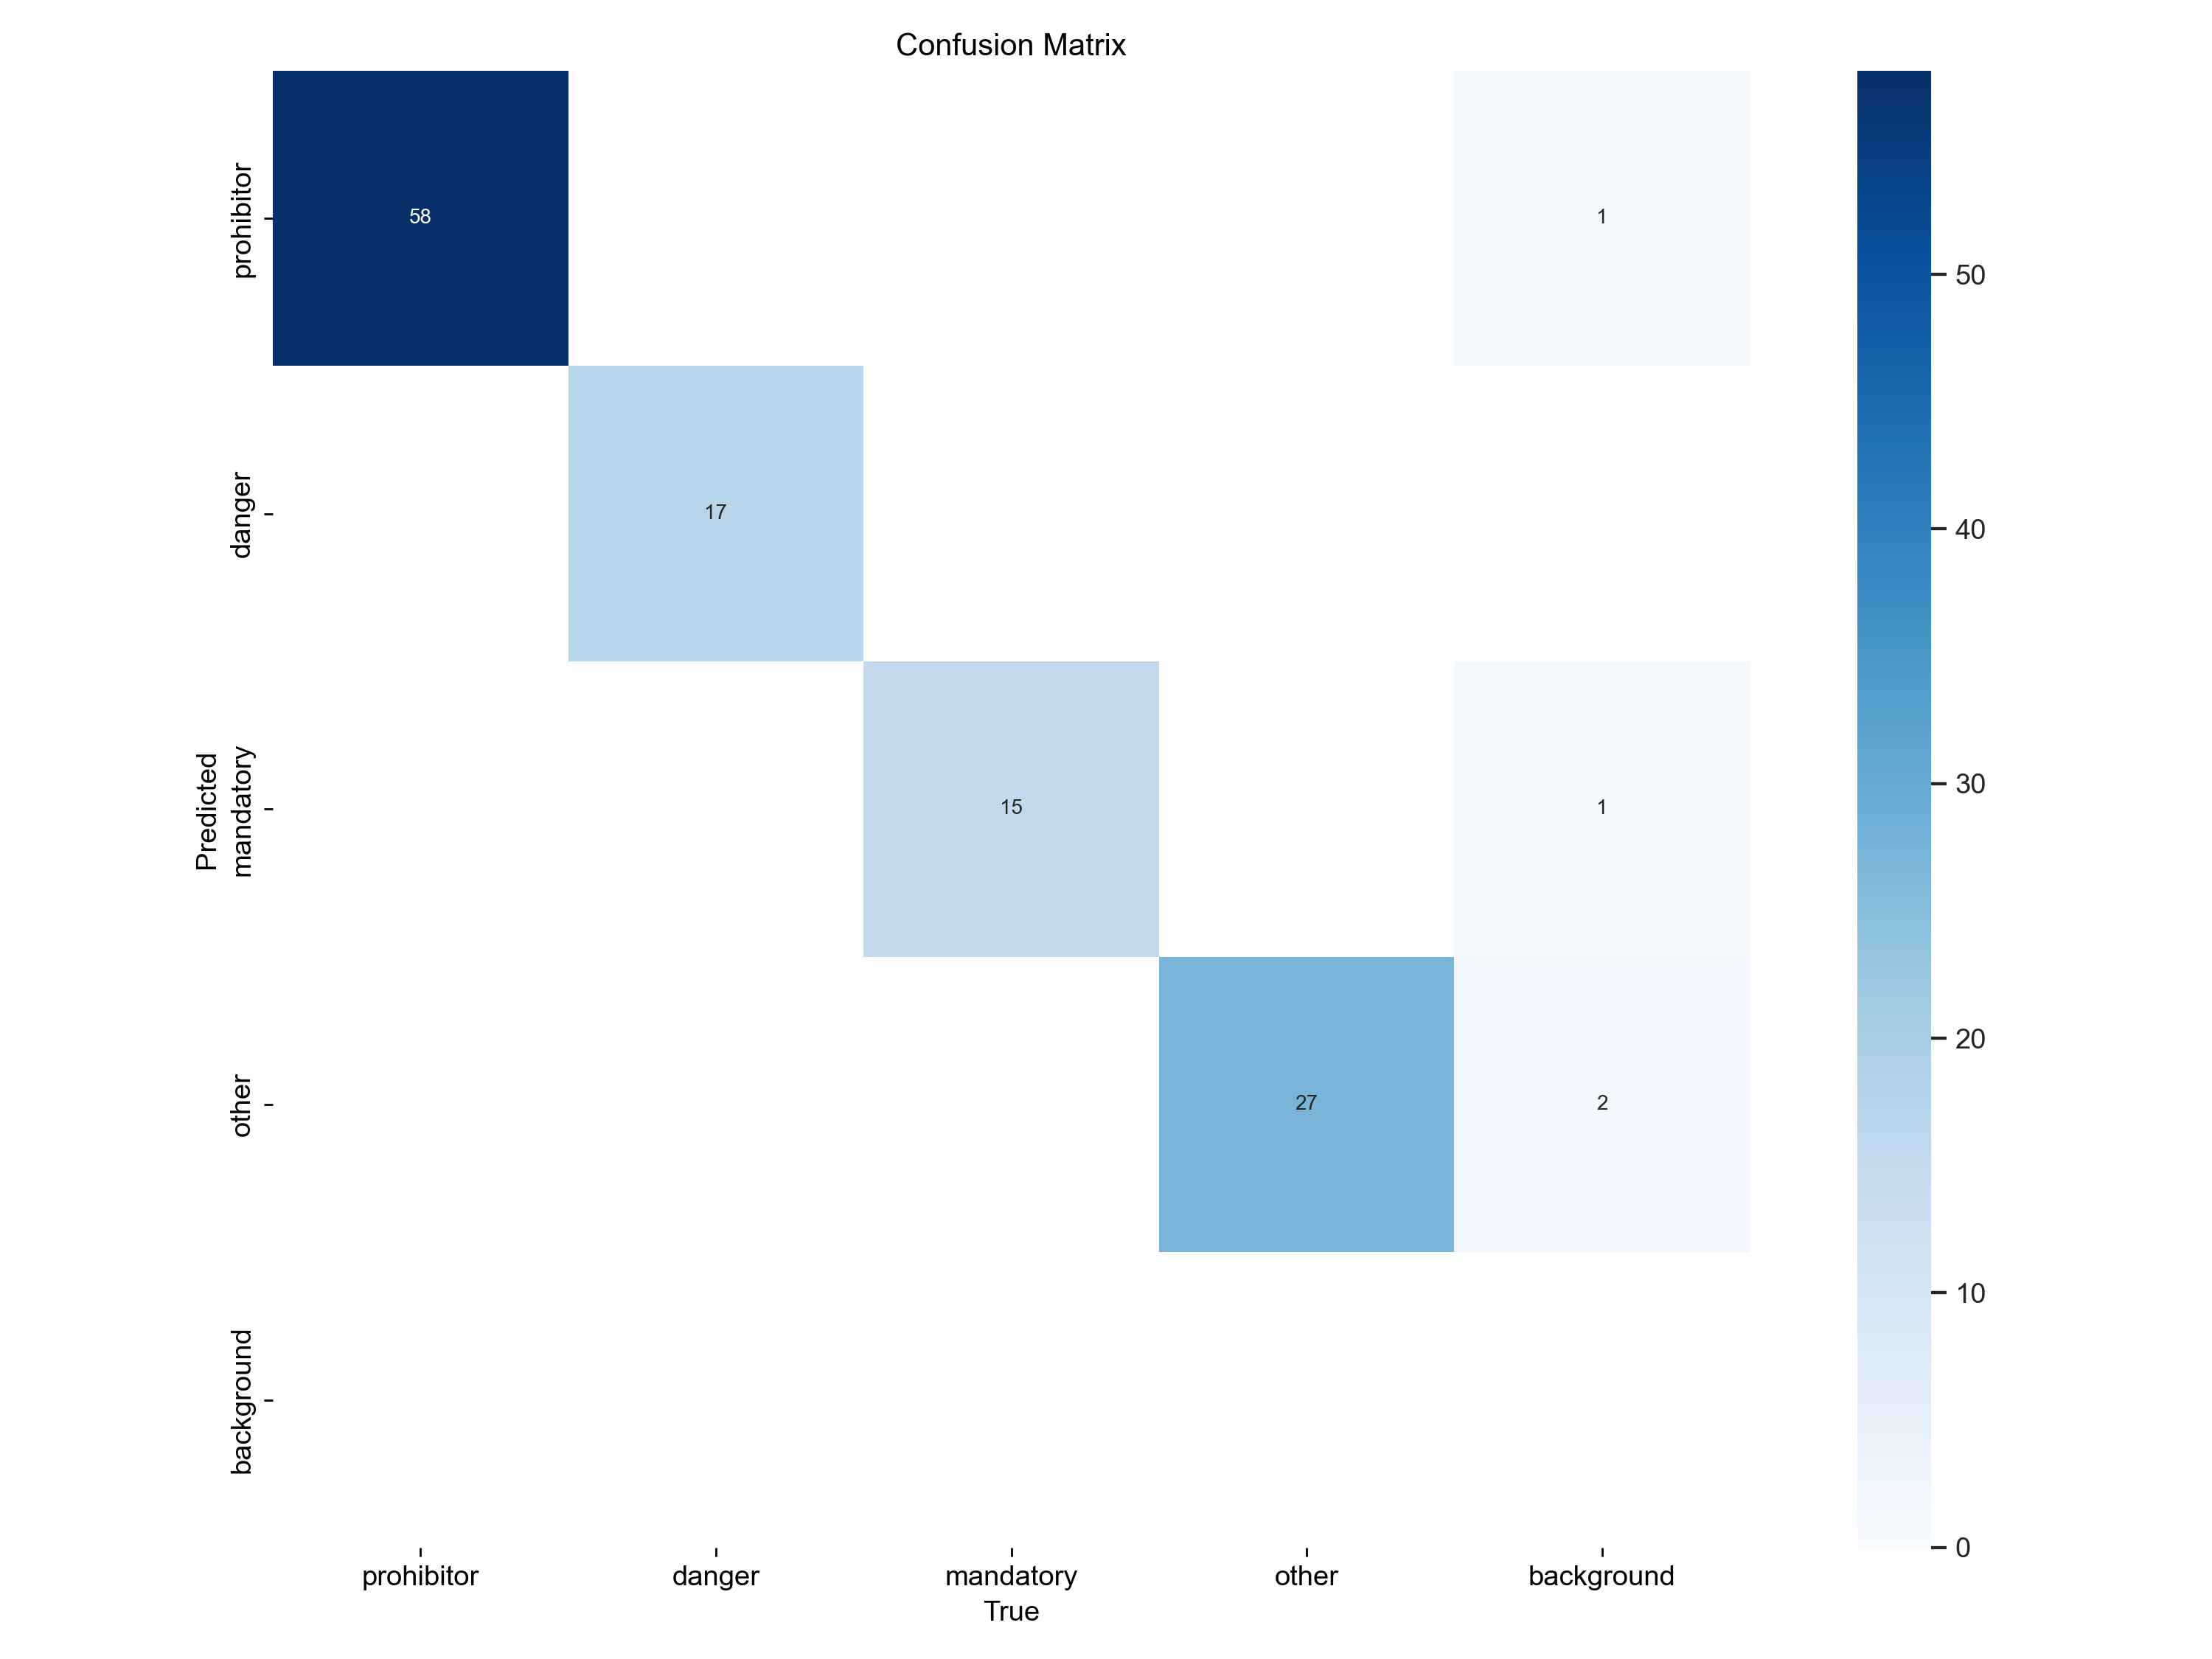 Confusion Matrix
prohibitor
58
1
50
danger
17
40
Predicted
mandatory
15
1
30
other
27
2
20
background
10
0
prohibitor
danger
mandatory
other
background
True